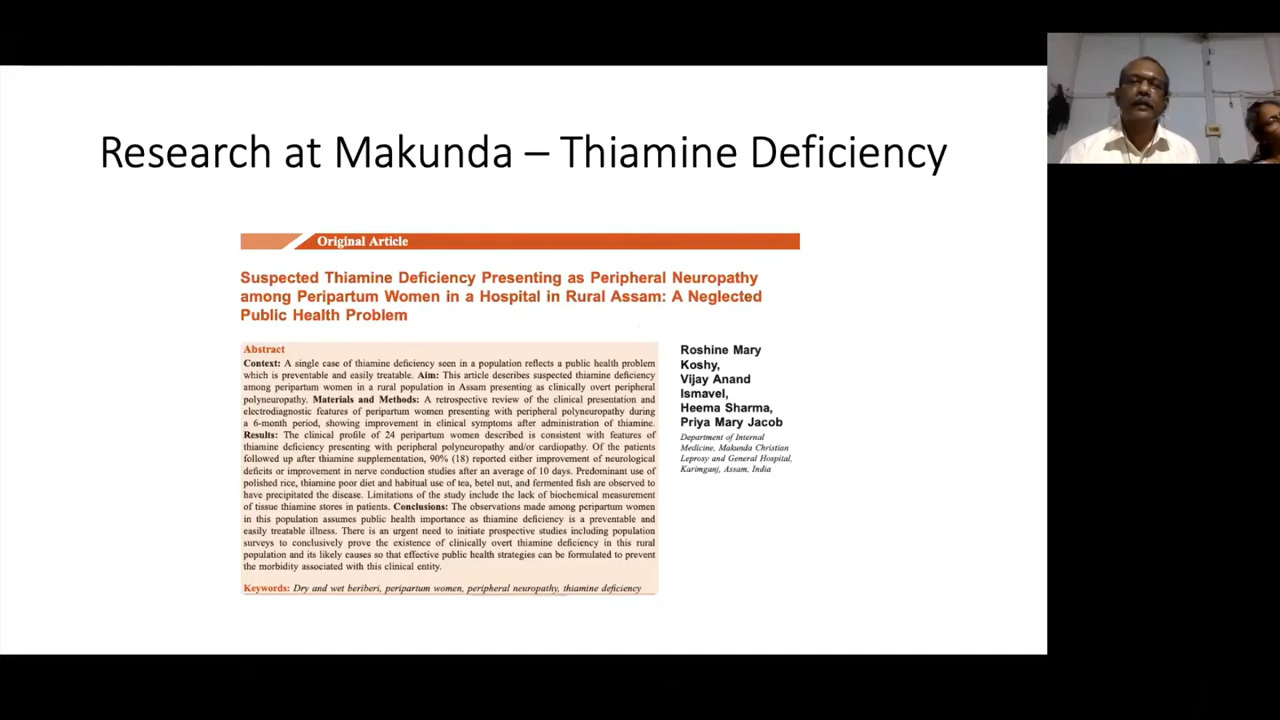 Research at Makunda – Thiamine Deficiency
Original Article
Suspected Thiamine Deficiency Presenting as Peripheral Neuropathy
among Peripartum Women in a Hospital in Rural Assam: A Neglected
Public Health Problem
Abstract
Context: A single case of thiamine deficiency seen in a population reflects a public health problem
which is preventable and easily treatable. Aim: This article describes suspected thiamine deficiency
among peripartum women in a rural population in Assam presenting as clinically overt peripheral
polyneuropathy. Materials and Methods: A retrospective review of the clinical presentation and
electrodiagnostic features of peripartum women presenting with peripheral polyneuropathy during
a 6-month period, showing improvement in clinical symptoms after administration of thiamine.
Results: The clinical profile of 24 peripartum women described is consistent with features of
thiamine deficiency presenting with peripheral polyneuropathy and/or cardiopathy. Of the patients
followed up after thiamine supplementation, 90% (18) reported either improvement of neurological
deficits or improvement in nerve conduction studies after an average of 10 days. Predominant use of
polished rice, thiamine poor diet and habitual use of tea, betel nut, and fermented fish are observed to
have precipitated the disease. Limitations of the study include the lack of biochemical measurement
of tissue thiamine stores in patients. Conclusions: The observations made among peripartum women
in this population assumes public health importance as thiamine deficiency is a preventable and
easily treatable illness. There is an urgent need to initiate prospective studies including population
surveys to conclusively prove the existence of clinically overt thiamine deficiency in this rural
population and its likely causes so that effective public health strategies can be formulated to prevent
the morbidity associated with this clinical entity.
Keywords: Dry and wet beriberi, peripartum women, peripheral neuropathy, thiamine deficiency
Roshine Mary
Koshy,
Vijay Anand
Ismavel,
Heema Sharma,
Priya Mary Jacob
Department of Internal
Medicine, Makunda Christian
Leprosy and General Hospital,
Karimganj, Assam, India